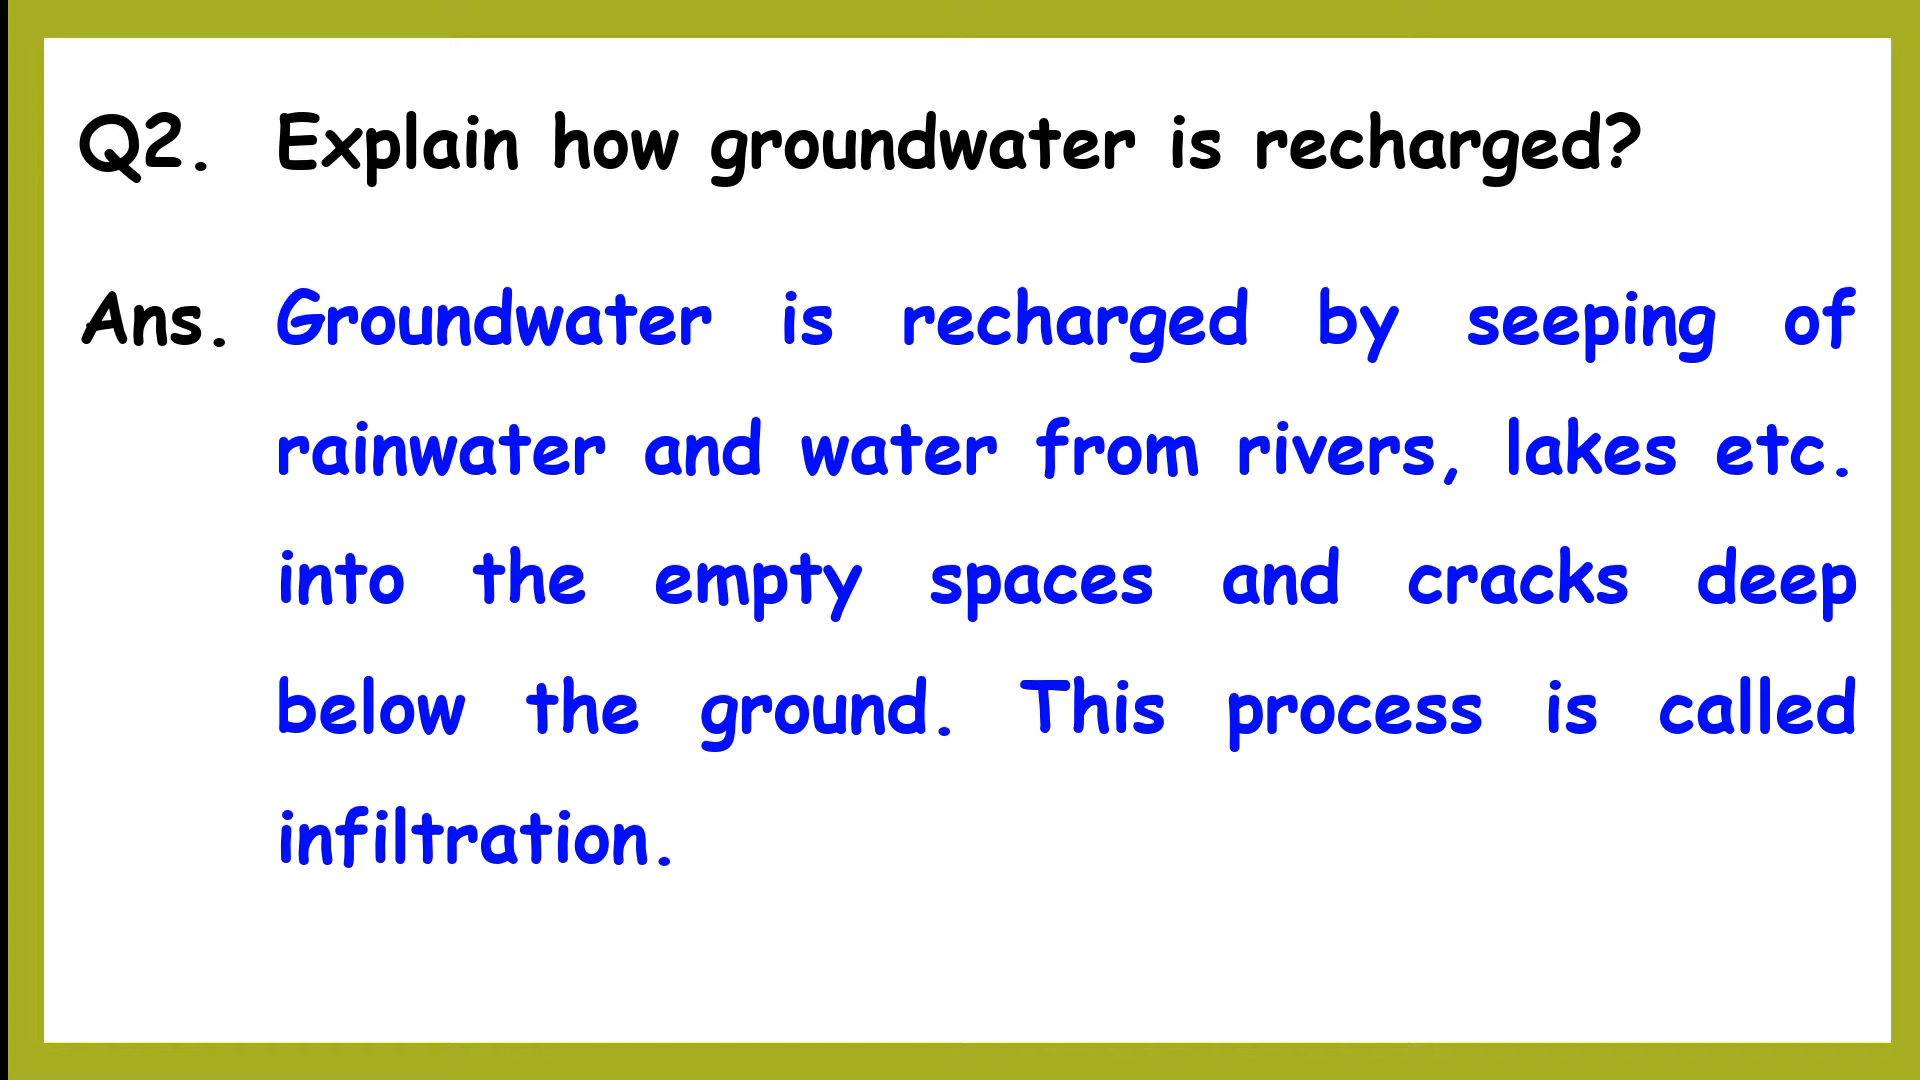 Q2. Explain how groundwater is recharged?
Ans. Groundwater is recharged by seeping of
rainwater and water from rivers, lakes etc.
into the empty spaces and cracks deep
below the ground. This process is called
infiltration.